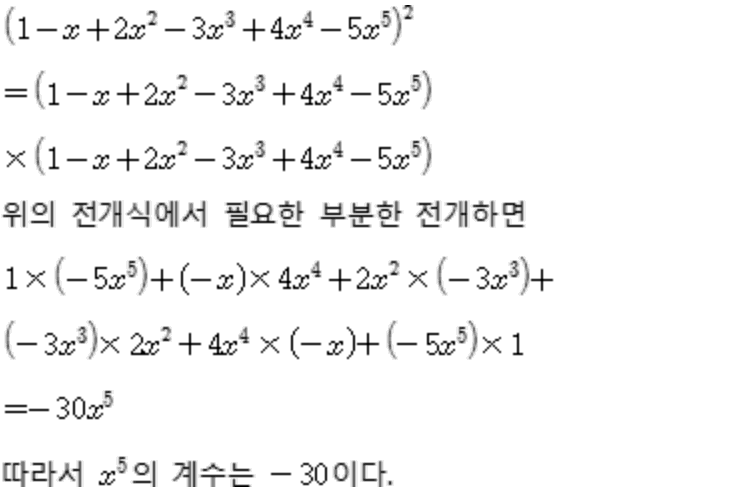 (1−x+2x²−3x³+4x⁴−5x⁵)²
=(1−x+2x²−3x³+4x⁴−5x⁵)
×(1−x+2x²−3x³+4x⁴−5x⁵)
위의 전개식에서 필요한 부분한 전개하면
1×(−5x⁵)+(−x)×4x⁴+2x²×(−3x³)+
(−3x³)×2x²+4x⁴×(−x)+(−5x⁵)×1
=−30x⁵
따라서 x⁵의 계수는 −30이다.